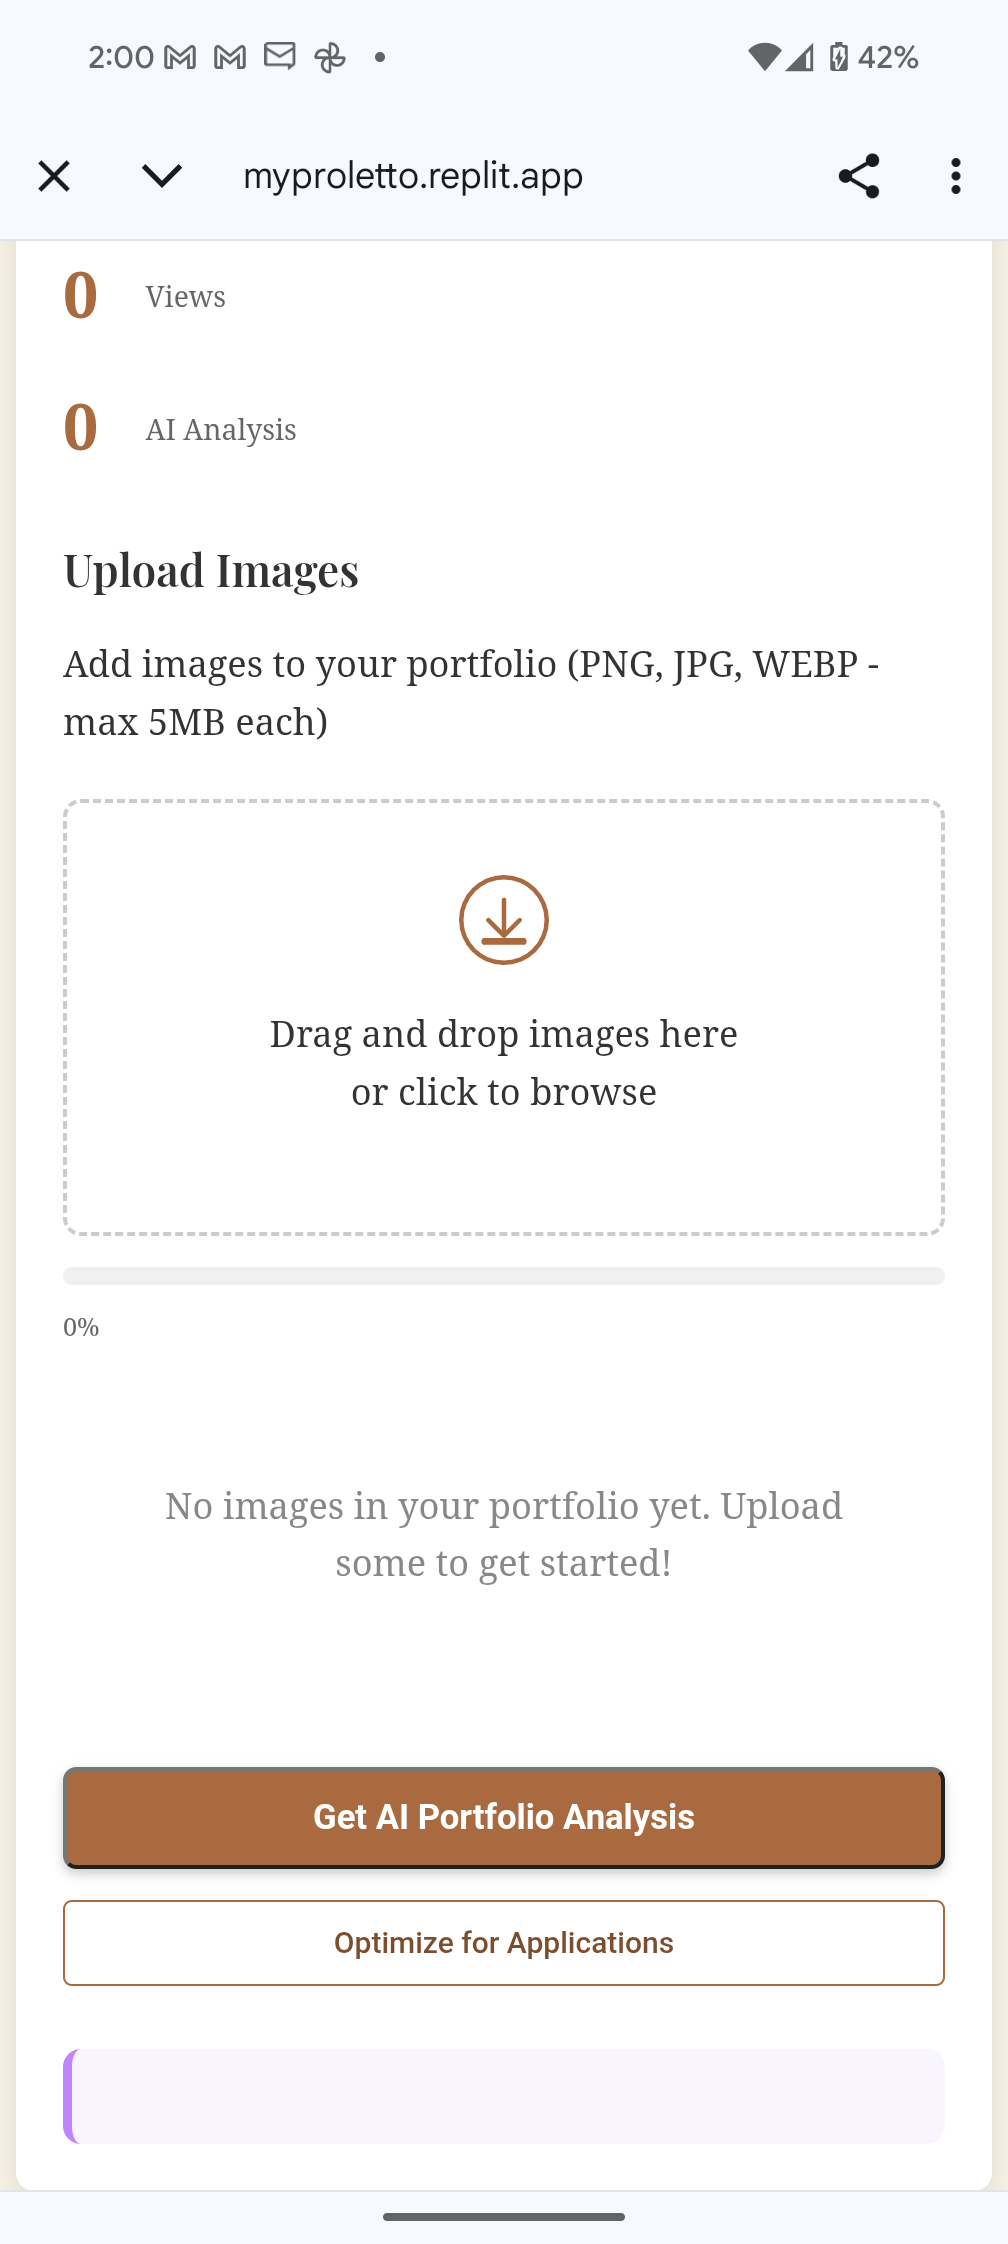 2:00
42%
myproletto.replit.app
0 Views
0 AI Analysis
Upload Images
Add images to your portfolio (PNG, JPG, WEBP -
max 5MB each)
Drag and drop images here
or click to browse
0%
No images in your portfolio yet. Upload
some to get started!
Get AI Portfolio Analysis
Optimize for Applications